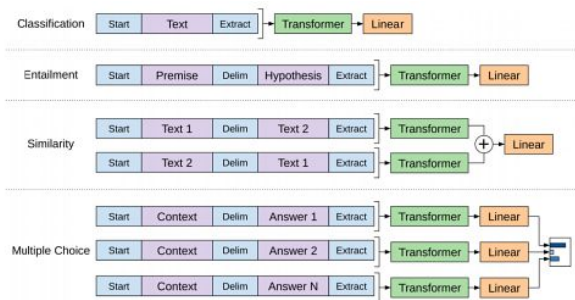 Classification Start Text Extract Transformer Linear
Entailment Start Premise Delim Hypothesis Extract Transformer Linear
Start Text 1 Delim Text 2 Extract Transformer
Similarity + Linear
Start Text 2 Delim Text 1 Extract Transformer
Start Context Delim Answer 1 Extract Transformer Linear
Multiple Choice Start Context Delim Answer 2 Extract Transformer Linear
Start Context Delim Answer N Extract Transformer Linear